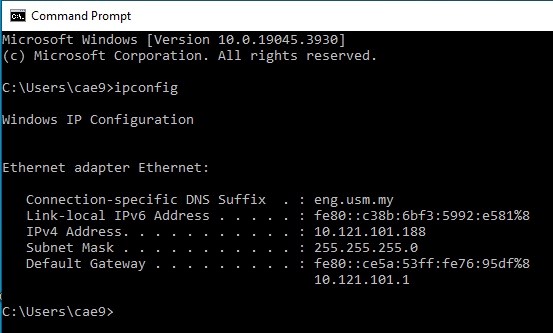 Command Prompt
Microsoft Windows [Version 10.0.19045.3930]
(c) Microsoft Corporation. All rights reserved.
C:\Users\cae9>ipconfig
Windows IP Configuration
Ethernet adapter Ethernet:
Connection-specific DNS Suffix  . : eng.usm.my
Link-local IPv6 Address . . . . . : fe80::c38b:6bf3:5992:e581%8
IPv4 Address. . . . . . . . . . . : 10.121.101.188
Subnet Mask . . . . . . . . . . . : 255.255.255.0
Default Gateway . . . . . . . . . : fe80::ce5a:53ff:fe76:95df%8
10.121.101.1
C:\Users\cae9>